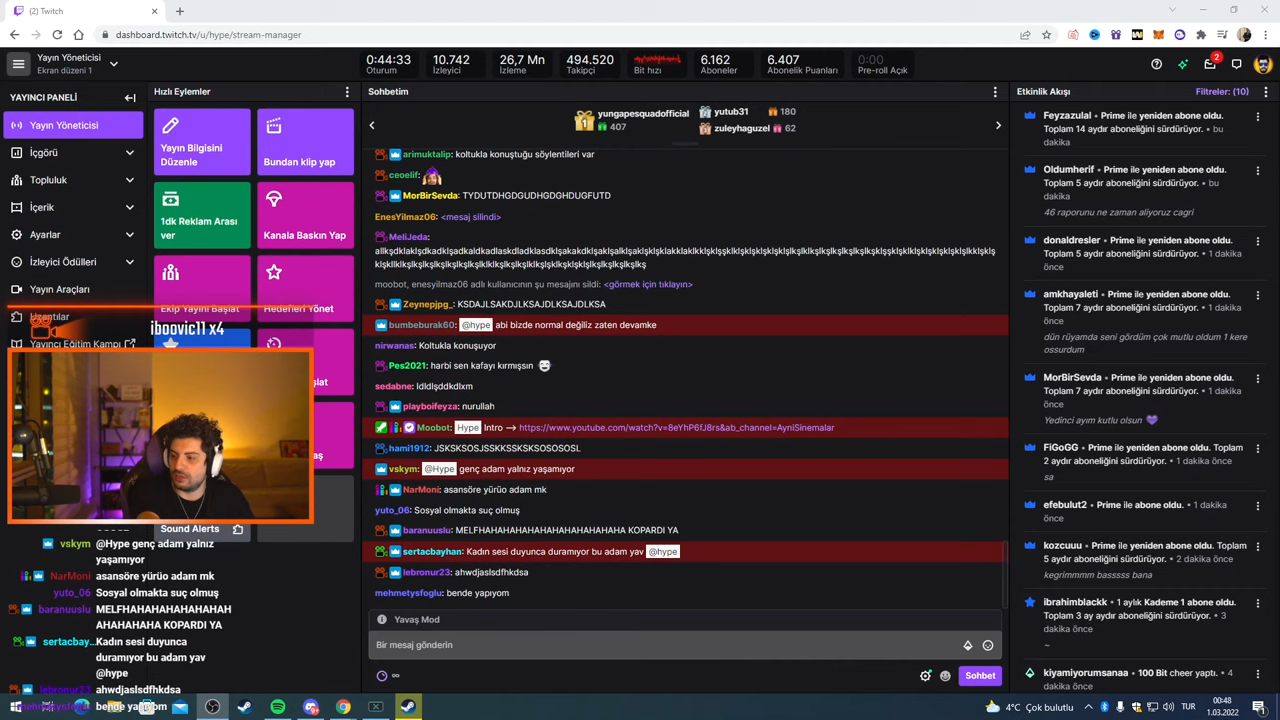 (2) Twitch
dashboard.twitch.tv/u/hype/stream-manager
Yayın Yöneticisi
Ekran düzeni 1
0:44:33
Oturum
10.742
İzleyici
26,7 Mn
İzleme
494.520
Takipçi
Bit hızı
6.162
Aboneler
6.407
Abonelik Puanları
0:00
Pre-roll Açık
2
YAYINCI PANELİ
Yayın Yöneticisi
İçgörü
Topluluk
İçerik
Ayarlar
İzleyici Ödülleri
Yayın Araçları
Uzantılar
Yayıncı Eğitim Kampı
Hızlı Eylemler
Yayın Bilgisini
Düzenle
Bundan klip yap
1dk Reklam Arası
ver
Kanala Baskın Yap
Ekip Yayını Başlat
Hedefleri Yönet
iboovic11 x4
Sound Alerts
vskym: @Hype genç adam yalnız
yaşamıyor
NarMoni: asansöre yürüo adam mk
yuto_06: Sosyal olmakta suç olmuş
baranuuslu: MELFHAHAHAHAHAHAHAHAH
AHAHAHAHA KOPARDI YA
sertacbay... Kadın sesi duyunca
duramıyor bu adam yav
@hype
lebronur23: ahwdjaslsdfhkdsa
mehmetysfoglu: bende yapıyom
Sohbetim
1
yungapesquadofficial
407
yutub31 180
zuleyhaguzel 62
arimuktalip: koltukla konuştuğu söylentileri var
ceoelif:
MorBirSevda: TYDUTDHGDGUDHGDGHDUGFUTD
EnesYilmaz06: <mesaj silindi>
MeliJeda:
moobot, enesyilmaz06 adlı kullanıcının şu mesajını sildi: <görmek için tıklayın>
Zeynepjpg_: KSDAJLSAKDJLKSAJDLKSAJDLKSA
bumbeburak60: @hype abi bizde normal değiliz zaten devamke
nirwanas: Koltukla konuşuyor
Pes2021: harbi sen kafayı kırmışsın
sedabne: ldldlşddkdlxm
playboifeyza: nurullah
Moobot: Hype Intro --> https://www.youtube.com/watch?v=8eYhP6fJ8rs&ab_channel=AyniSinemalar
hami1912: JSKSKSOSJSSKKSSKSKSOSOSOSL
vskym: @Hype genç adam yalnız yaşamıyor
NarMoni: asansöre yürüo adam mk
yuto_06: Sosyal olmakta suç olmuş
baranuuslu: MELFHAHAHAHAHAHAHAHAHAHAHAHA KOPARDI YA
sertacbayhan: Kadın sesi duyunca duramıyor bu adam yav @hype
lebronur23: ahwdjaslsdfhkdsa
mehmetysfoglu: bende yapıyom
Yavaş Mod
Bir mesaj gönderin
Sohbet
Etkinlik Akışı
Filtreler: (10)
Feyzazulal • Prime ile yeniden abone oldu.
Toplam 14 aydır aboneliğini sürdürüyor. • bu
dakika
Oldumherif • Prime ile yeniden abone oldu.
Toplam 5 aydır aboneliğini sürdürüyor. • bu
dakika
46 raporunu ne zaman aliyoruz cagri
donaldresler • Prime ile yeniden abone oldu.
Toplam 5 aydır aboneliğini sürdürüyor. • 1 dakika
önce
amkhayaleti • Prime ile yeniden abone oldu.
Toplam 7 aydır aboneliğini sürdürüyor. • 1 dakika
önce
dün rüyamda seni gördüm çok mutlu oldum 1 kere
ossurdum
MorBirSevda • Prime ile yeniden abone oldu.
Toplam 7 aydır aboneliğini sürdürüyor. • 1 dakika
önce
Yedinci ayım kutlu olsun
FiGoGG • Prime ile yeniden abone oldu. Toplam
2 aydır aboneliğini sürdürüyor. • 1 dakika önce
sa
efebulut2 • Prime ile abone oldu. • 1 dakika
önce
kozcuuu • Prime ile yeniden abone oldu. Toplam
5 aydır aboneliğini sürdürüyor. • 2 dakika önce
kegrimmmm basssss bana
ibrahimblackk • 1 aylık Kademe 1 abone oldu.
Toplam 3 ay aydır aboneliğini sürdürüyor. • 3
dakika önce
~
kiyamiyorumsanaa • 100 Bit cheer yaptı. • 4
dakika önce
4°C Çok bulutlu
TUR
00:48
1.03.2022